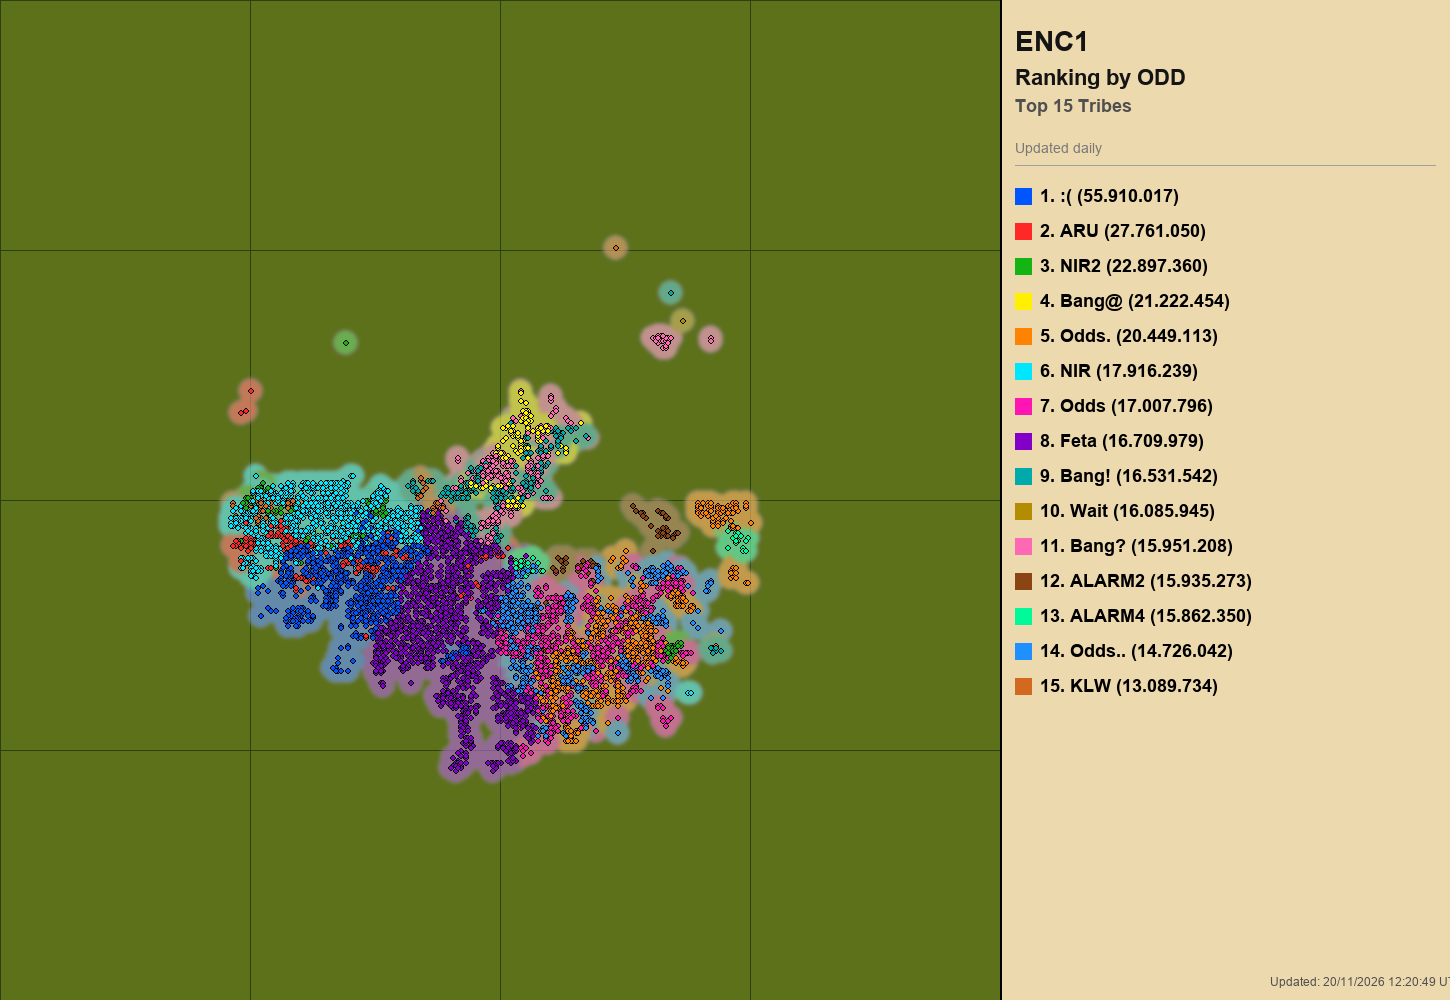 ENC1
Ranking by ODD
Top 15 Tribes
Updated daily
1. :( (55.910.017)
2. ARU (27.761.050)
3. NIR2 (22.897.360)
4. Bang@ (21.222.454)
5. Odds. (20.449.113)
6. NIR (17.916.239)
7. Odds (17.007.796)
8. Feta (16.709.979)
9. Bang! (16.531.542)
10. Wait (16.085.945)
11. Bang? (15.951.208)
12. ALARM2 (15.935.273)
13. ALARM4 (15.862.350)
14. Odds.. (14.726.042)
15. KLW (13.089.734)
Updated: 20/11/2026 12:20:49 U